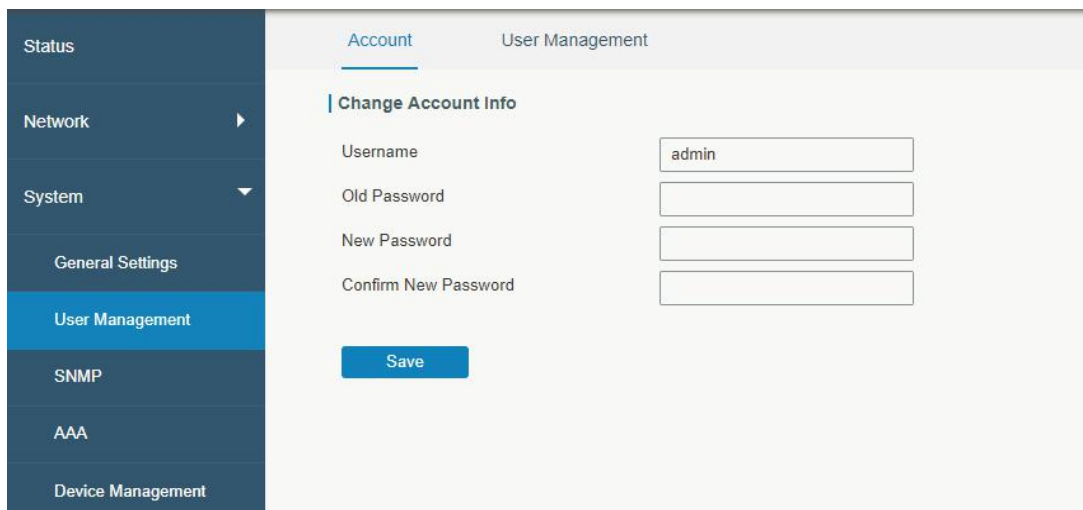 Status
Network
System
General Settings
User Management
SNMP
AAA
Device Management
Account
User Management
Change Account Info
Username
admin
Old Password
New Password
Confirm New Password
Save